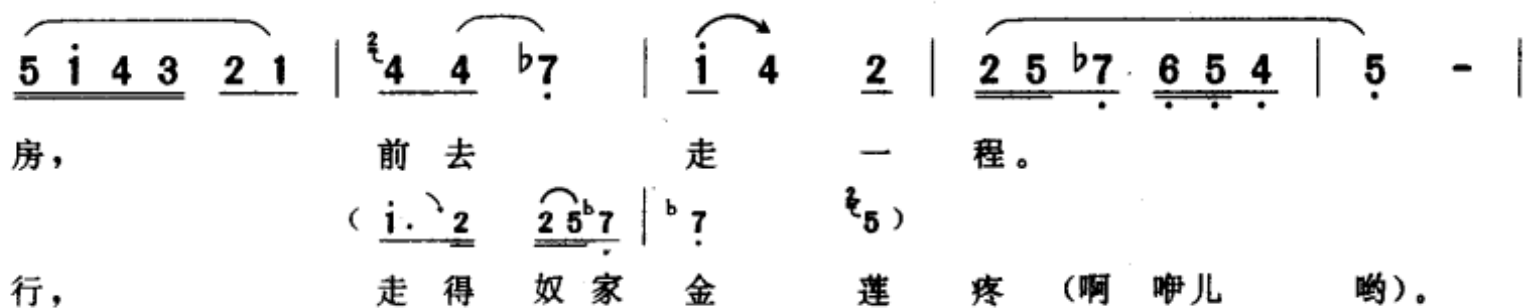 5 i 4 3 2 1 | 2 4 4 ♭7 | i 4 2 | 2 5 ♭7 6 5 4 | 5 - |
房， 前 去 走 一 程。
( i. 2 2 5 ♭7 | ♭7 2 5 )
行， 走 得 奴 家 金 莲 疼 (啊 咿儿 哟)。